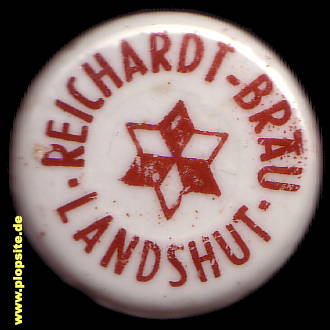 REICHARDT-BRÄU
· LANDSHUT ·
www.plopsite.de